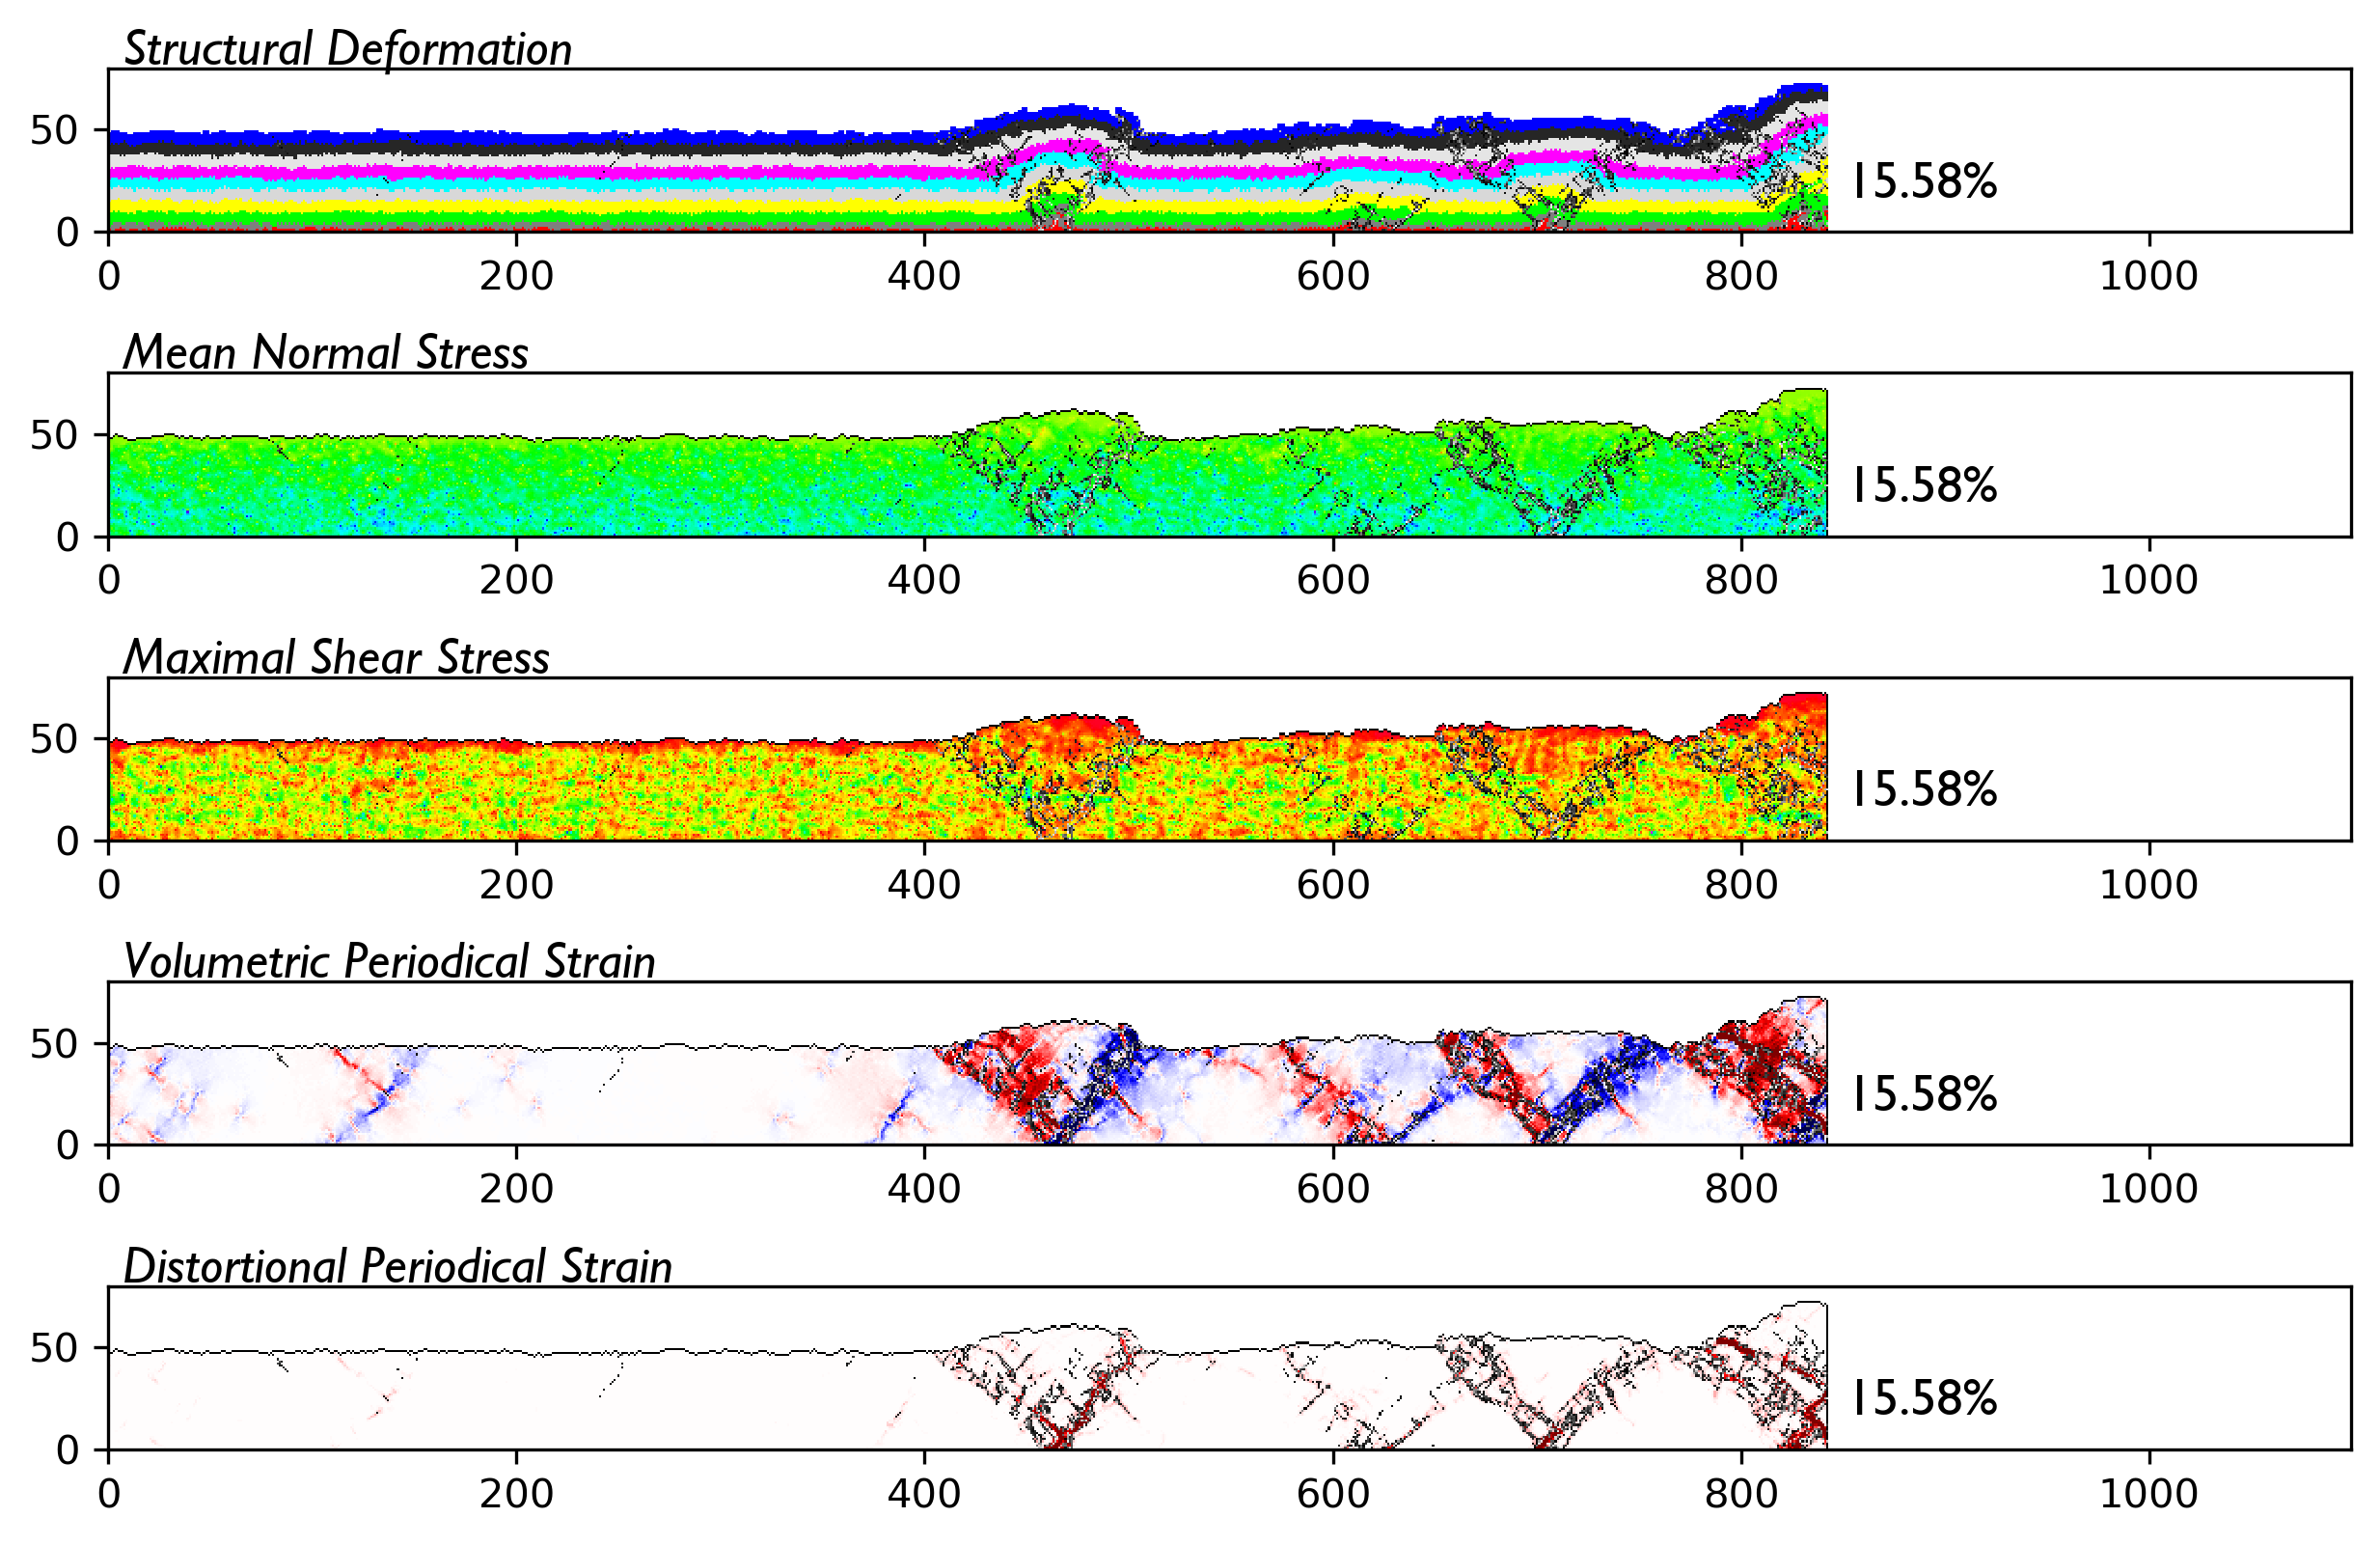 Structural Deformation
50
0
15.58%
0 200 400 600 800 1000
Mean Normal Stress
50
0
15.58%
0 200 400 600 800 1000
Maximal Shear Stress
50
0
15.58%
0 200 400 600 800 1000
Volumetric Periodical Strain
50
0
15.58%
0 200 400 600 800 1000
Distortional Periodical Strain
50
0
15.58%
0 200 400 600 800 1000